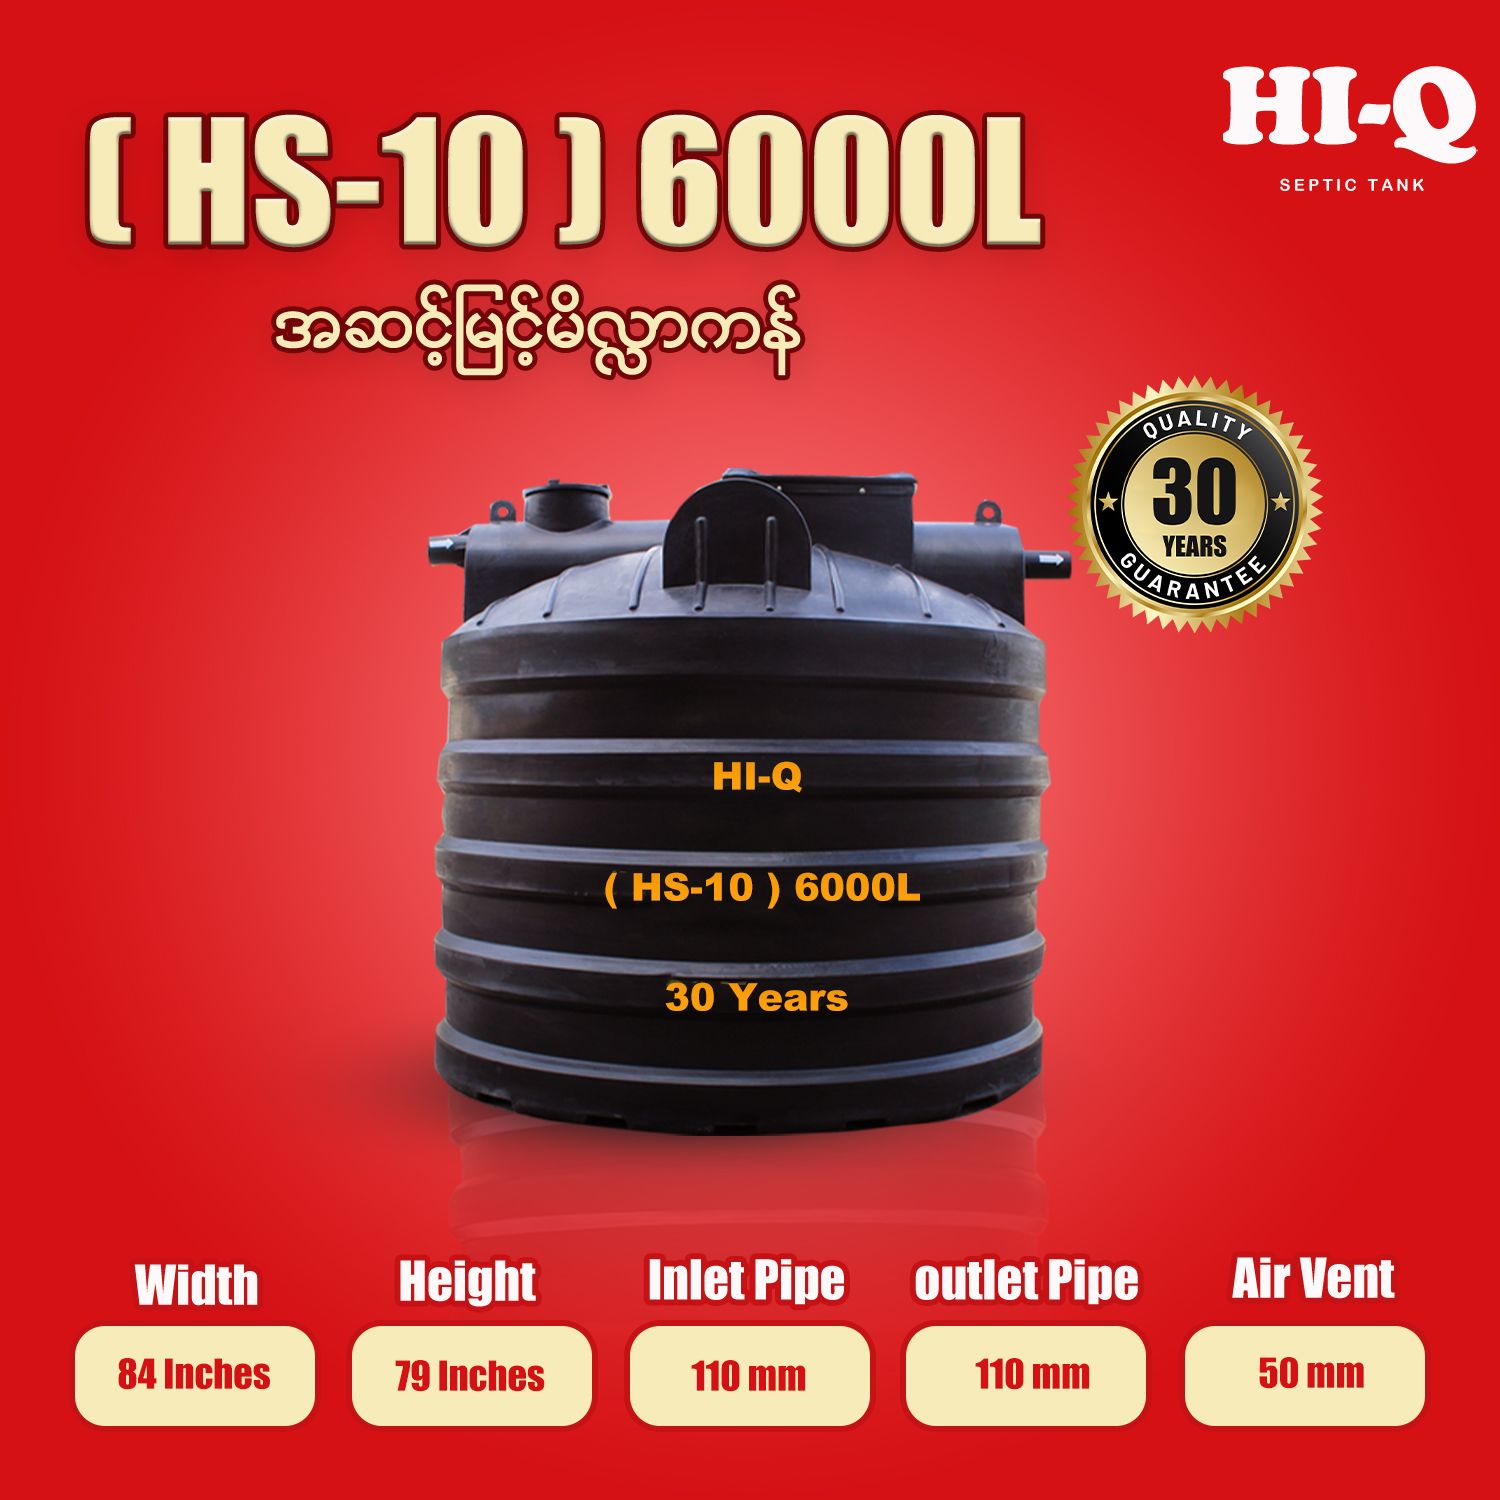 ( HS-10 ) 6000L
HI-Q
SEPTIC TANK
အဆင့်မြင့်မိလ္လာကန်
QUALITY
30
YEARS
GUARANTEE
HI-Q
( HS-10 ) 6000L
30 Years
Width
Height
Inlet Pipe
outlet Pipe
Air Vent
84 Inches
79 Inches
110 mm
110 mm
50 mm